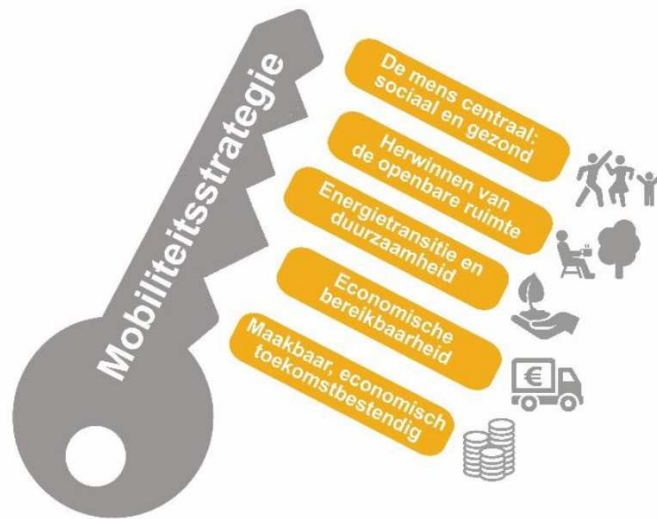 Mobiliteitsstrategie
De mens centraal:
sociaal en gezond
Herwinnen van
de openbare ruimte
Energietransitie en
duurzaamheid
Economische
bereikbaarheid
€
Maakbaar, economisch
toekomstbestendig